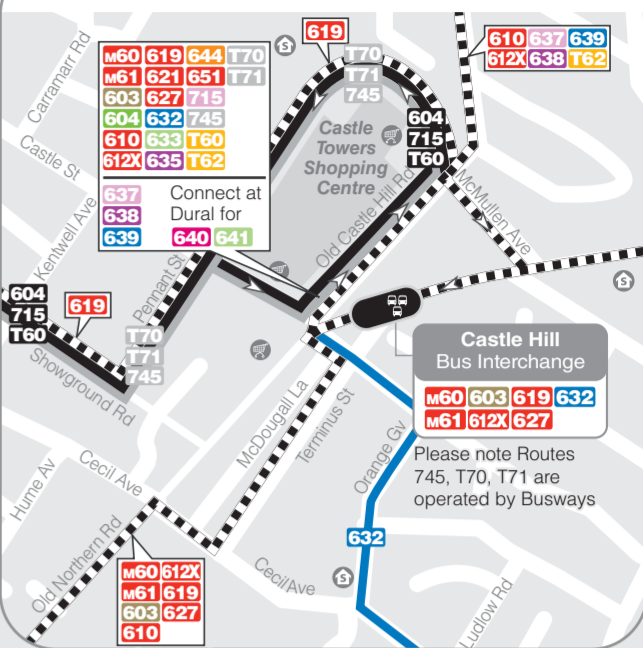 Carramarr Rd
619
T70
T71
745
610 637 639
612X 638 T62
M60 619 644 T70
M61 621 651 T71
603 627 715
604 632 745
610 633 T60
612X 635 T62
637 Connect at
638 Dural for
639 640 641
Castle
Towers
Shopping
Centre
604
715
T60
Castle St
Old Castle Hill Rd
McMullen Ave
Kentwell Ave
Pennant St
604
715
T60
619
T70
T71
745
Showground Rd
Castle Hill
Bus Interchange
M60 603 619 632
M61 612X 627
Please note Routes
745, T70, T71 are
operated by Busways
McDougall La
Terminus St
Orange Gv
Hume Av
Cecil Ave
632
Old Northern Rd
M60 612X
M61 619
603 627
610
CecilAve
Ludlow Rd